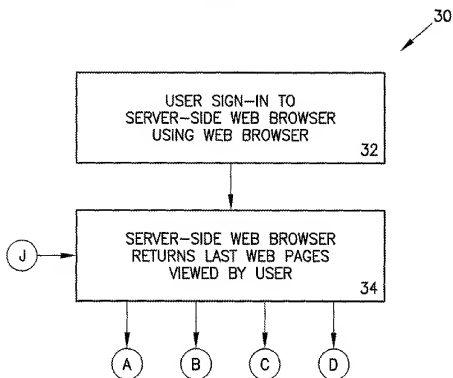 30
USER SIGN-IN TO
SERVER-SIDE WEB BROWSER
USING WEB BROWSER
32
J
SERVER-SIDE WEB BROWSER
RETURNS LAST WEB PAGES
VIEWED BY USER
34
A B C D